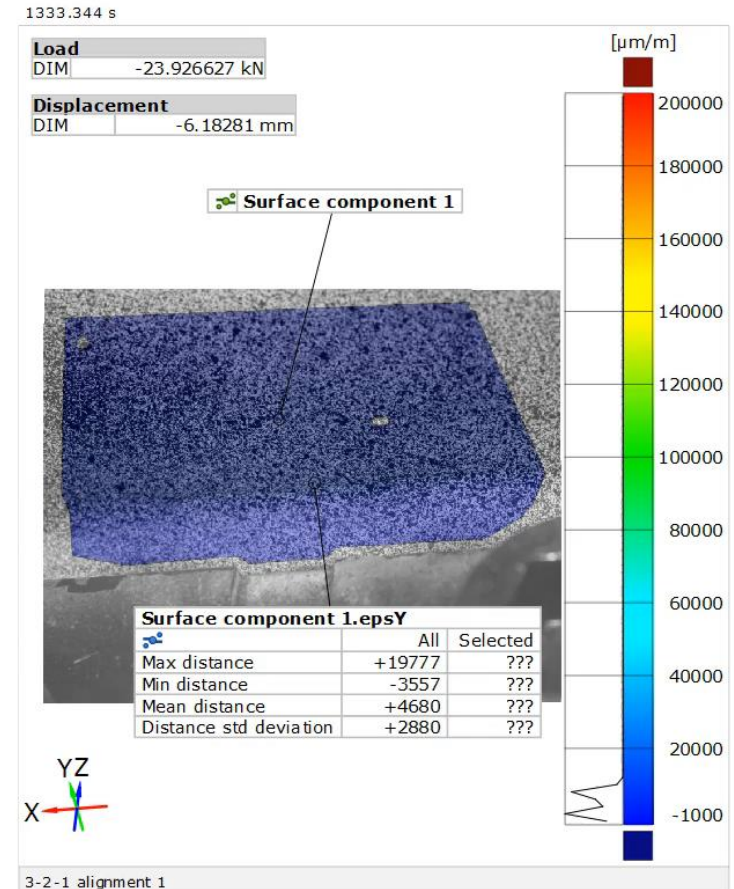 1333.344 s
[µm/m]
Load
DIM -23.926627 kN
Displacement
DIM -6.18281 mm
Surface component 1
200000
180000
160000
140000
120000
100000
80000
60000
40000
20000
-1000
Surface component 1.epsY
All Selected
Max distance +19777 ???
Min distance -3557 ???
Mean distance +4680 ???
Distance std deviation +2880 ???
YZ
X
3-2-1 alignment 1